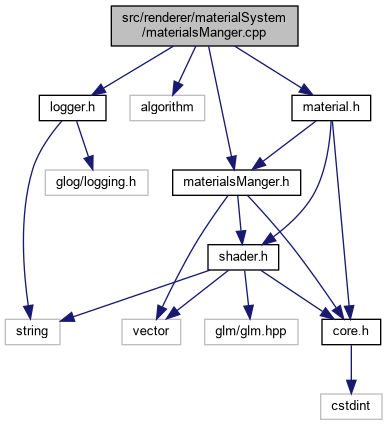 src/renderer/materialSystem
/materialsManger.cpp
logger.h
algorithm
material.h
glog/logging.h
materialsManger.h
shader.h
string
vector
glm/glm.hpp
core.h
cstdint